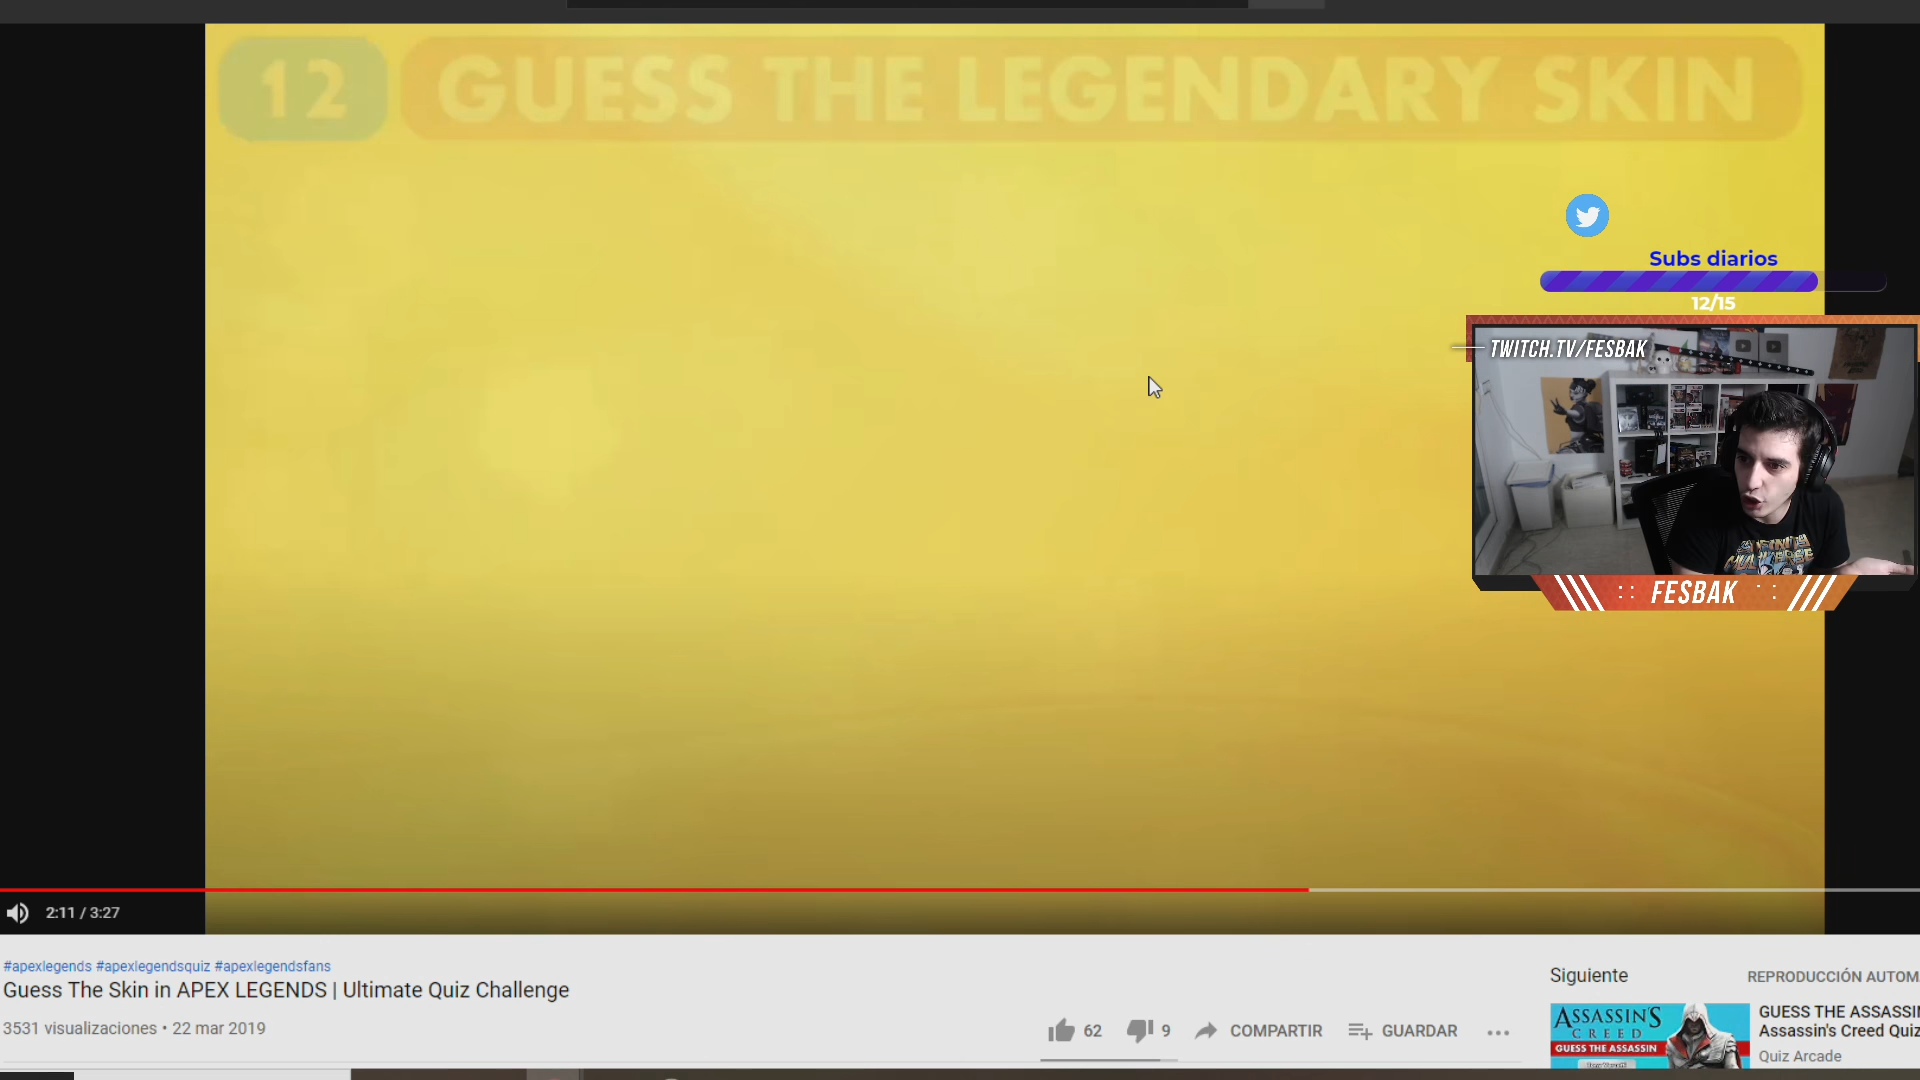 12 GUESS THE LEGENDARY SKIN
Subs diarios
12/15
TWITCH.TV/FESBAK
FESBAK
2:11 / 3:27
#apexlegends #apexlegendsquiz #apexlegendsfans
Guess The Skin in APEX LEGENDS | Ultimate Quiz Challenge
3531 visualizaciones • 22 mar 2019
62
9
COMPARTIR
GUARDAR
Siguiente
REPRODUCCIÓN AUTOM
ASSASSIN'S
CREED
GUESS THE ASSASSIN
GUESS THE ASSASSIN
Assassin's Creed Quiz
Quiz Arcade